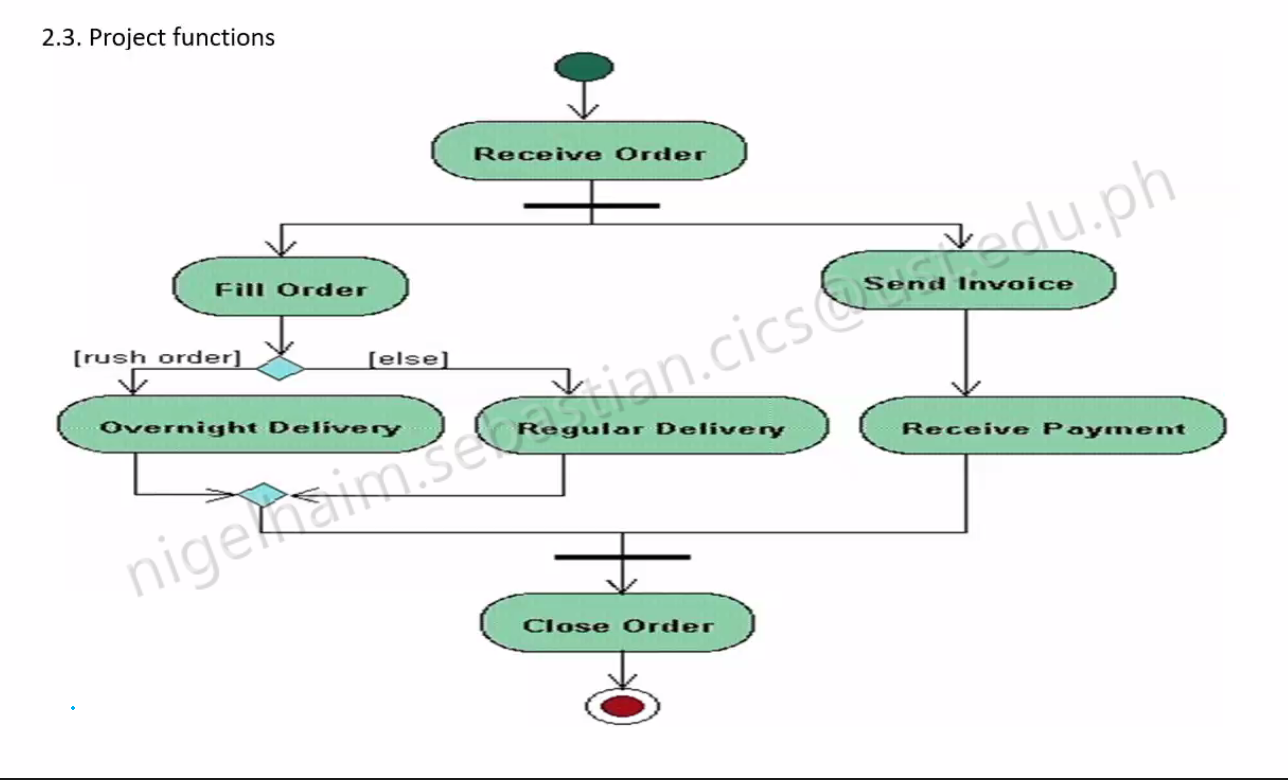 2.3. Project functions
Receive Order
Fill Order
Send Invoice
[rush order]
[else]
Overnight Delivery
Regular Delivery
Receive Payment
Close Order
nigelhaim.sebastian.cics@ust.edu.ph